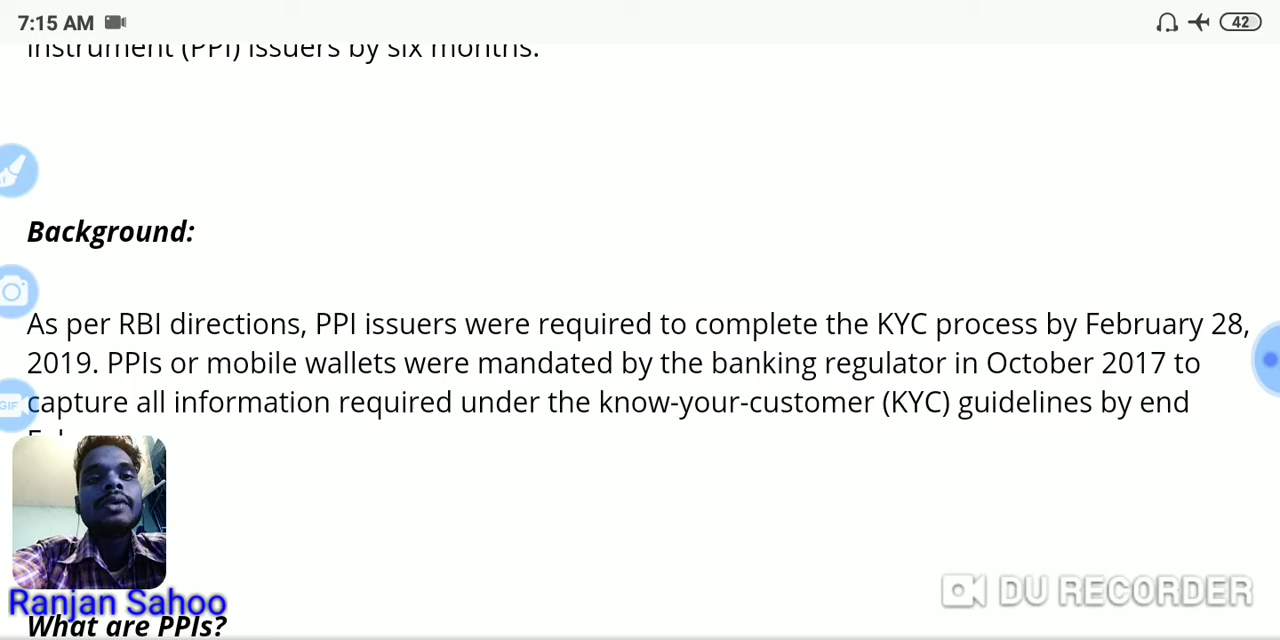 7:15 AM
42
instrument (PPI) issuers by six months.
Background:
As per RBI directions, PPI issuers were required to complete the KYC process by February 28,
2019. PPIs or mobile wallets were mandated by the banking regulator in October 2017 to
GIF
capture all information required under the know-your-customer (KYC) guidelines by end
DU RECORDER
Ranjan Sahoo
What are PPIs?